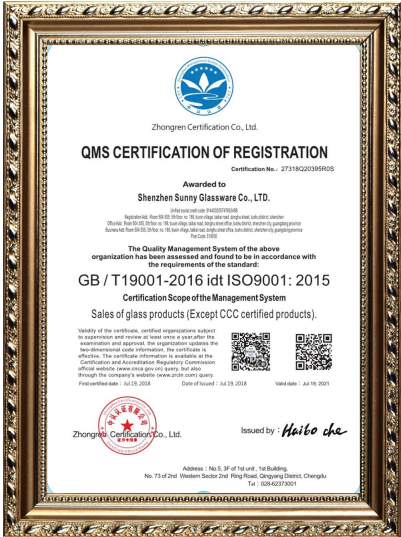 Zhongren Certification Co., Ltd.
QMS CERTIFICATION OF REGISTRATION
Certification No.: 27318Q20395R0S
Awarded to
Shenzhen Sunny Glassware Co., LTD.
The Quality Management System of the above
organization has been assessed and found to be in accordance with
the requirements of the standard:
GB / T19001-2016 idt ISO9001: 2015
Certification Scope of the Management System
Sales of glass products (Except CCC certified products).
Validity of the certificate, certified organizations subject
to supervision and review at least once a year,after the
examination and approval, the organization updates the
two-dimensional code information, the certificate is
effective. The certificate information is available at the
Certification and Accreditation Regulatory Commission
official website (www.cnca.gov.cn) query, but also
through the company's website (www.zrcln.com) query.
First certified date : Jul.19, 2018 Date of Issued : Jul.19, 2018 Valid date : Jul.18, 2021
Zhongren Certification Co., Ltd.
Issued by : Haibo che
Address : No.5, 3F of 1st unit , 1st Building,
No. 73 of 2nd Western Sector 2nd Ring Road, Qingyang District, Chengdu
Tel : 028-62373001